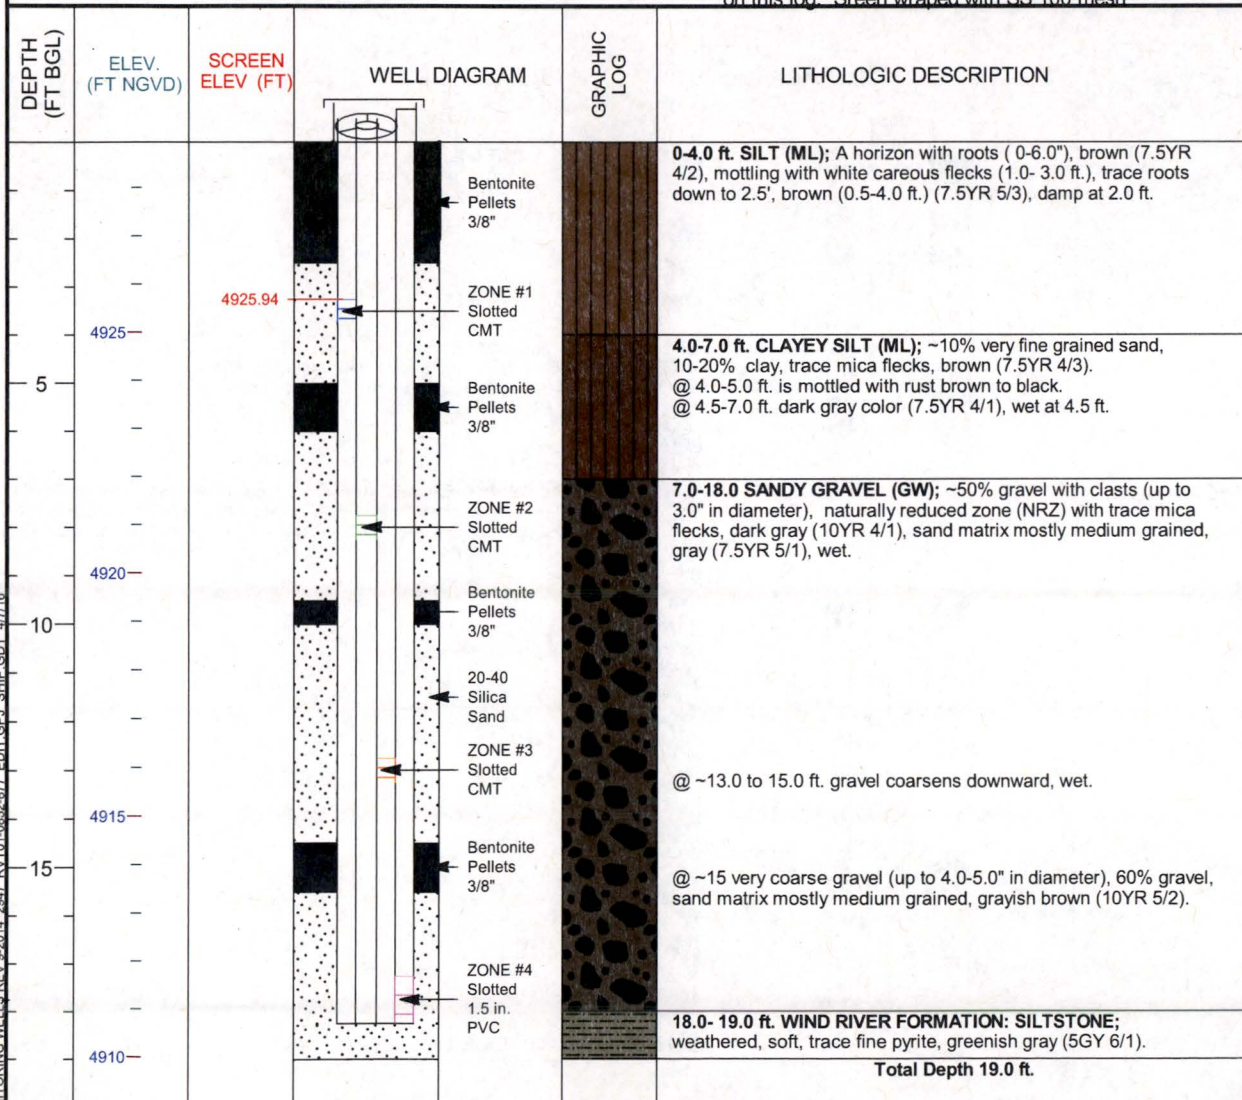 DEPTH
(FT BGL)
ELEV.
(FT NGVD)
SCREEN
ELEV (FT)
WELL DIAGRAM
GRAPHIC
LOG
LITHOLOGIC DESCRIPTION
0-4.0 ft. SILT (ML); A horizon with roots ( 0-6.0"), brown (7.5YR
4/2), mottling with white careous flecks (1.0- 3.0 ft.), trace roots
down to 2.5', brown (0.5-4.0 ft.) (7.5YR 5/3), damp at 2.0 ft.
Bentonite
Pellets
3/8"
4925.94
ZONE #1
Slotted
CMT
4925
4.0-7.0 ft. CLAYEY SILT (ML); ~10% very fine grained sand,
10-20% clay, trace mica flecks, brown (7.5YR 4/3).
@ 4.0-5.0 ft. is mottled with rust brown to black.
@ 4.5-7.0 ft. dark gray color (7.5YR 4/1), wet at 4.5 ft.
5
Bentonite
Pellets
3/8"
7.0-18.0 SANDY GRAVEL (GW); ~50% gravel with clasts (up to
3.0" in diameter), naturally reduced zone (NRZ) with trace mica
flecks, dark gray (10YR 4/1), sand matrix mostly medium grained,
gray (7.5YR 5/1), wet.
ZONE #2
Slotted
CMT
4920
Bentonite
Pellets
3/8"
10
20-40
Silica
Sand
ZONE #3
Slotted
CMT
@ ~13.0 to 15.0 ft. gravel coarsens downward, wet.
4915
Bentonite
Pellets
3/8"
15
@ ~15 very coarse gravel (up to 4.0-5.0" in diameter), 60% gravel,
sand matrix mostly medium grained, grayish brown (10YR 5/2).
ZONE #4
Slotted
1.5 in.
PVC
18.0- 19.0 ft. WIND RIVER FORMATION: SILTSTONE;
weathered, soft, trace fine pyrite, greenish gray (5GY 6/1).
4910
Total Depth 19.0 ft.